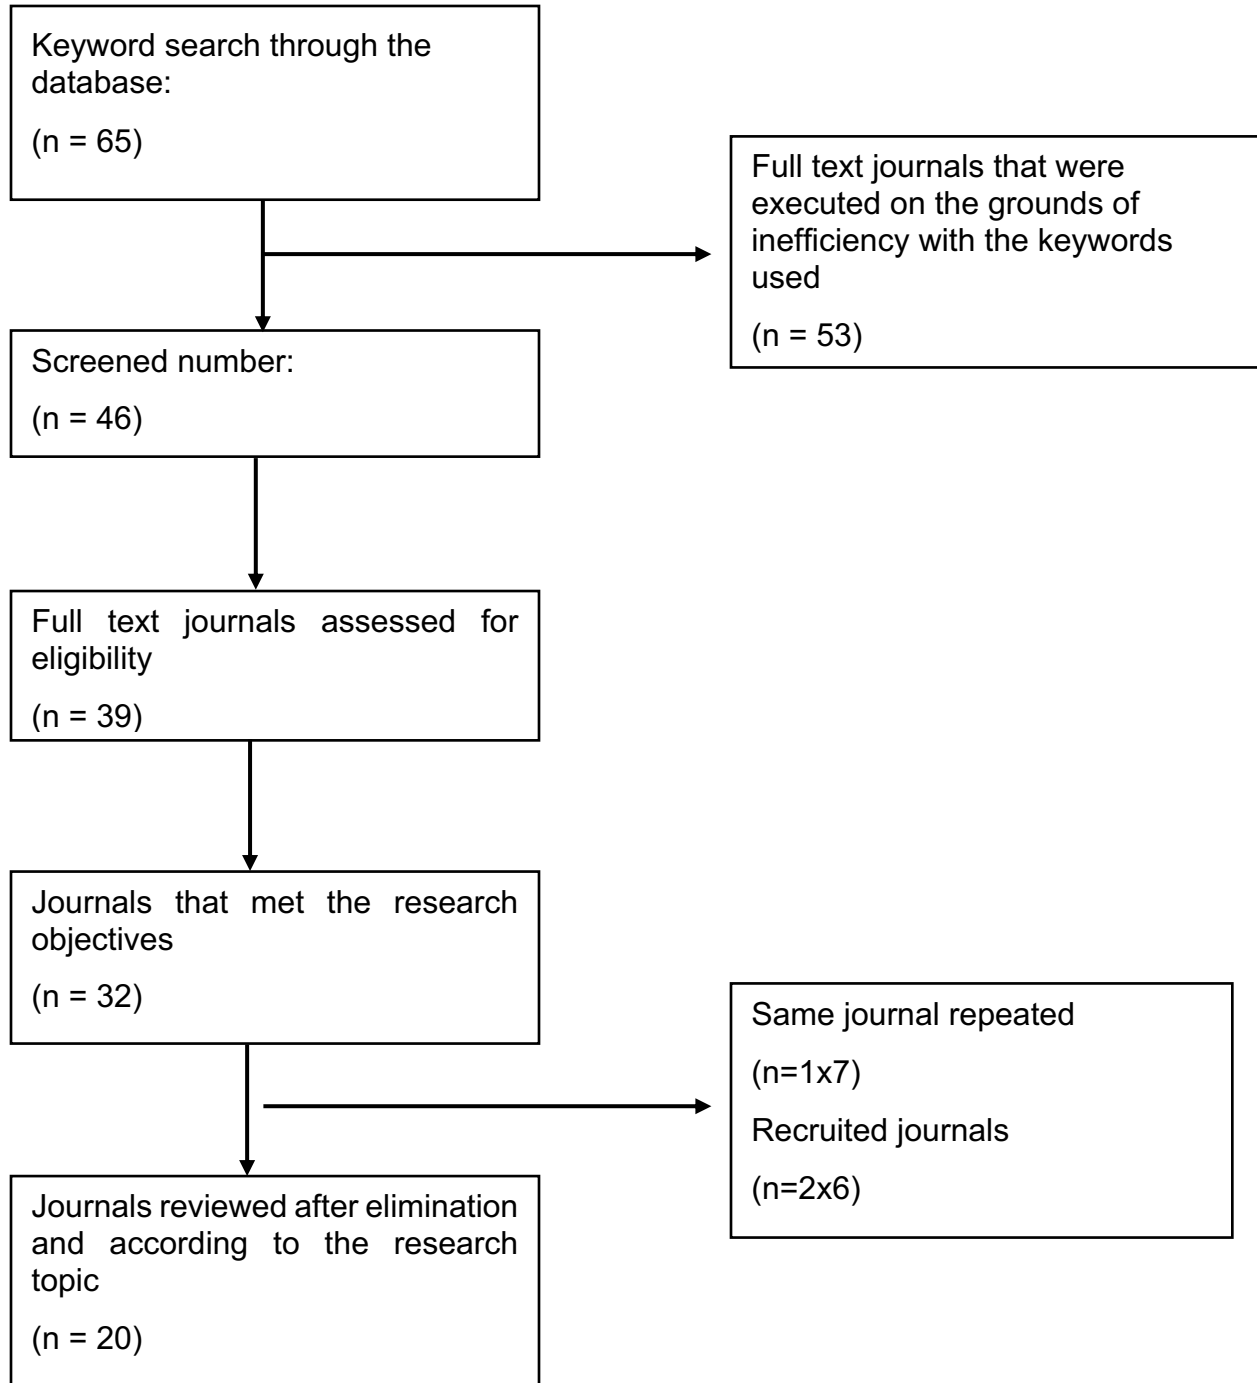 Keyword search through the
database:
(n = 65)
Full text journals that were
executed on the grounds of
inefficiency with the keywords
used
(n = 53)
Screened number:
(n = 46)
Full text journals assessed for
eligibility
(n = 39)
Journals that met the research
objectives
(n = 32)
Same journal repeated
(n=1x7)
Recruited journals
(n=2x6)
Journals reviewed after elimination
and according to the research
topic
(n = 20)